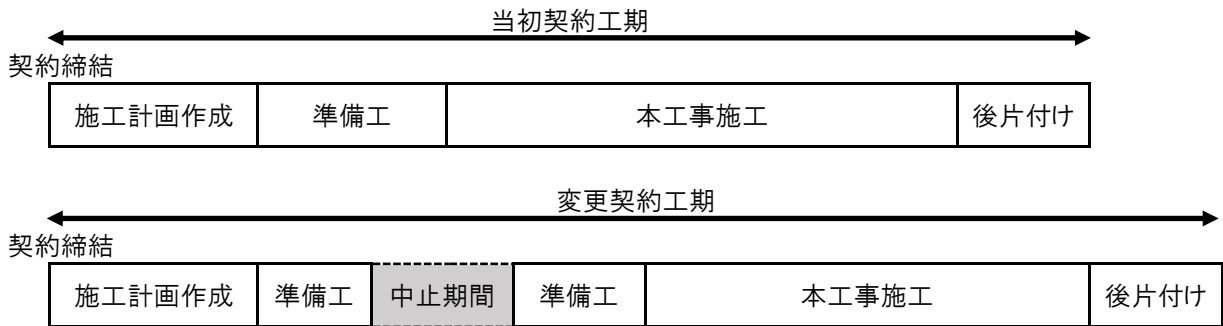 当初契約工期
契約締結
施工計画作成 準備工 本工事施工 後片付け
変更契約工期
契約締結
施工計画作成 準備工 中止期間 準備工 本工事施工 後片付け